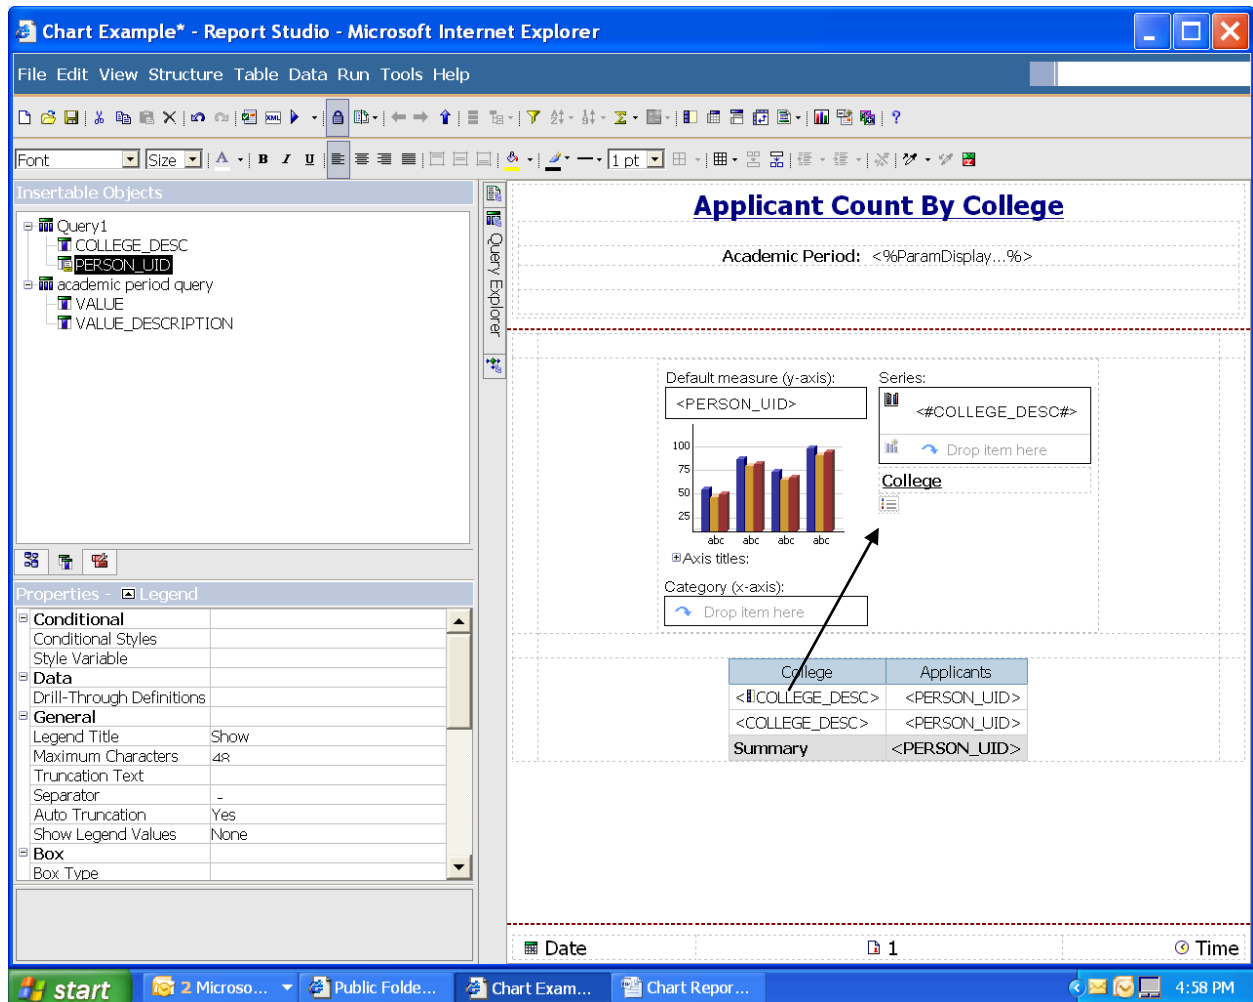 Chart Example* - Report Studio - Microsoft Internet Explorer
File Edit View Structure Table Data Run Tools Help
Font Size A B I U 1 pt
Insertable Objects
Query1
COLLEGE_DESC
PERSON_UID
academic period query
VALUE
VALUE_DESCRIPTION
Query Explorer
Properties - Legend
Conditional
Conditional Styles
Style Variable
Data
Drill-Through Definitions
General
Legend Title Show
Maximum Characters 48
Truncation Text
Separator -
Auto Truncation Yes
Show Legend Values None
Box
Box Type
Applicant Count By College
Academic Period: <%ParamDisplay...%>
Default measure (y-axis): Series:
<PERSON_UID>
<#COLLEGE_DESC#>
Drop item here
College
100
75
50
25
abc abc abc abc
Axis titles:
Category (x-axis):
Drop item here
College Applicants
<COLLEGE_DESC> <PERSON_UID>
<COLLEGE_DESC> <PERSON_UID>
Summary <PERSON_UID>
Date 1 Time
start 2 Microso... Public Folde... Chart Exam... Chart Repor... 4:58 PM